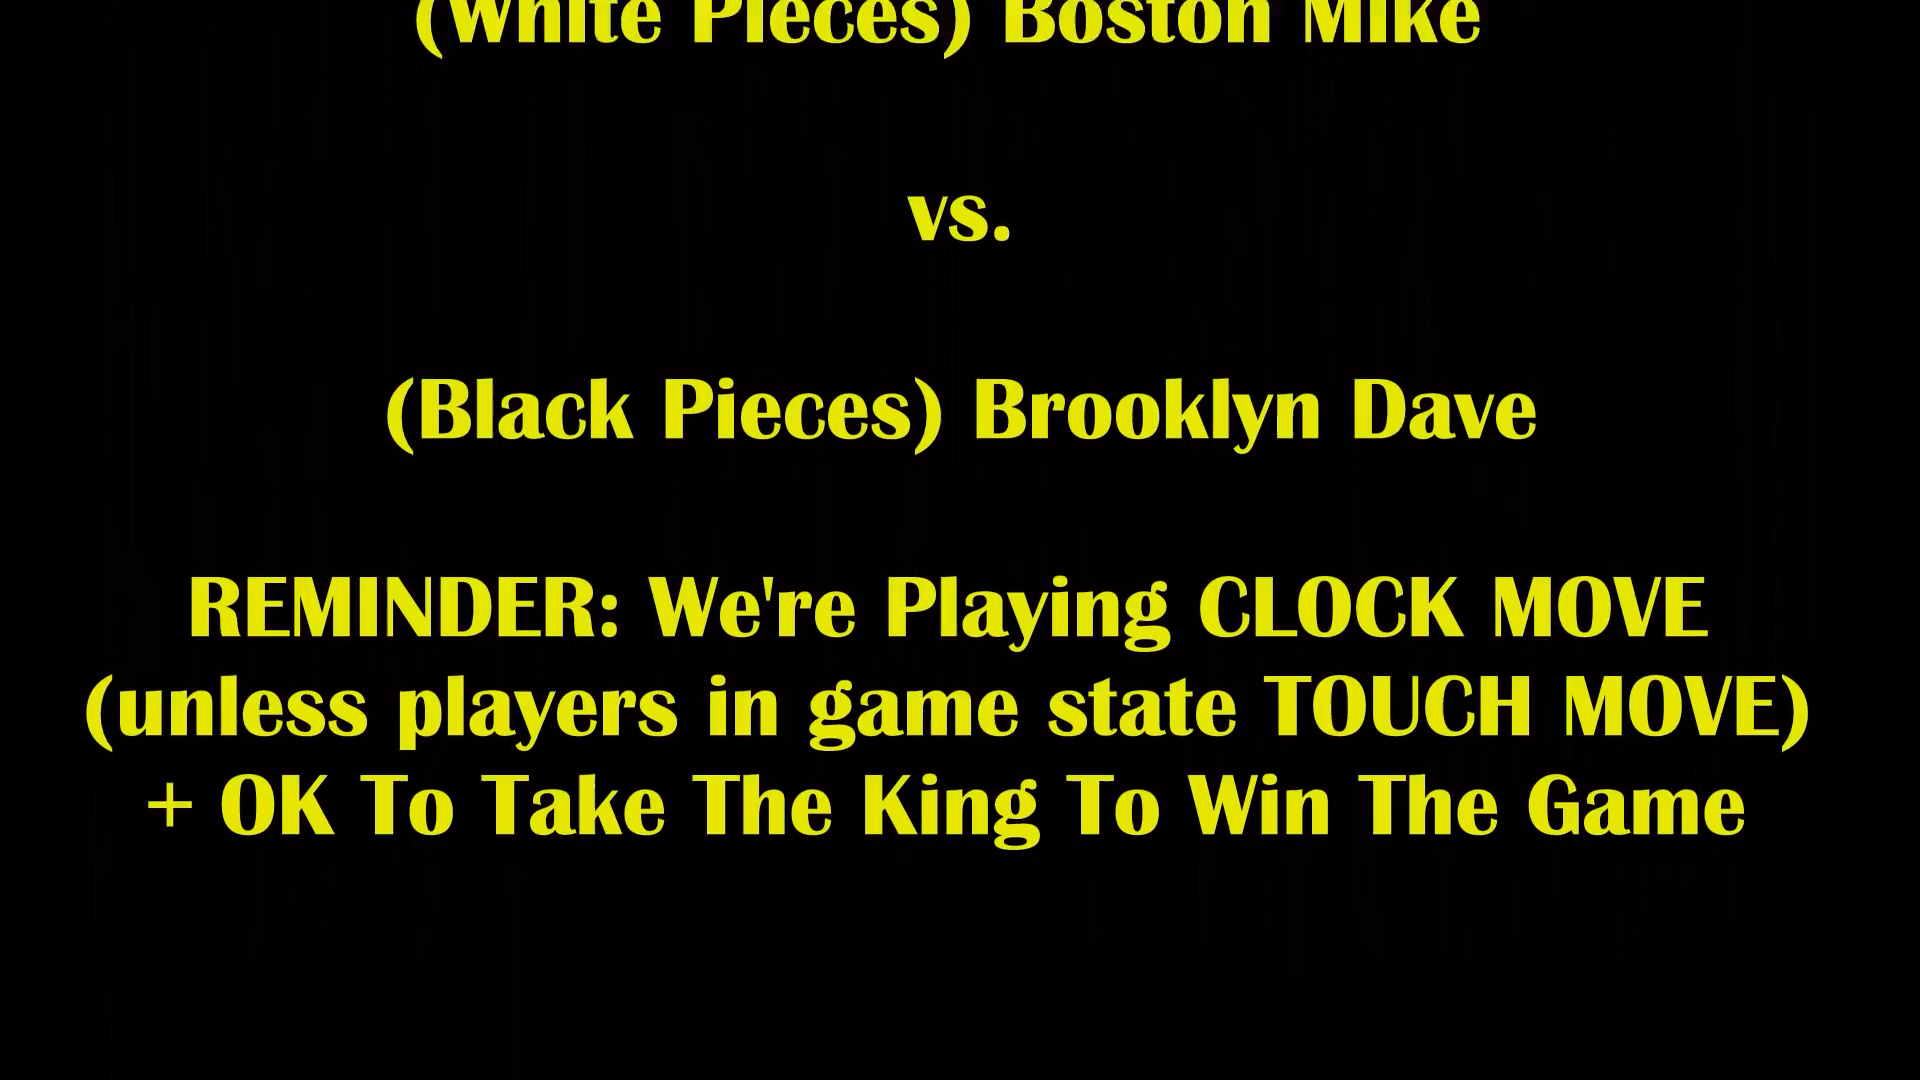 (White Pieces) Boston Mike
vs.
(Black Pieces) Brooklyn Dave
REMINDER: We're Playing CLOCK MOVE
(unless players in game state TOUCH MOVE)
+ OK To Take The King To Win The Game